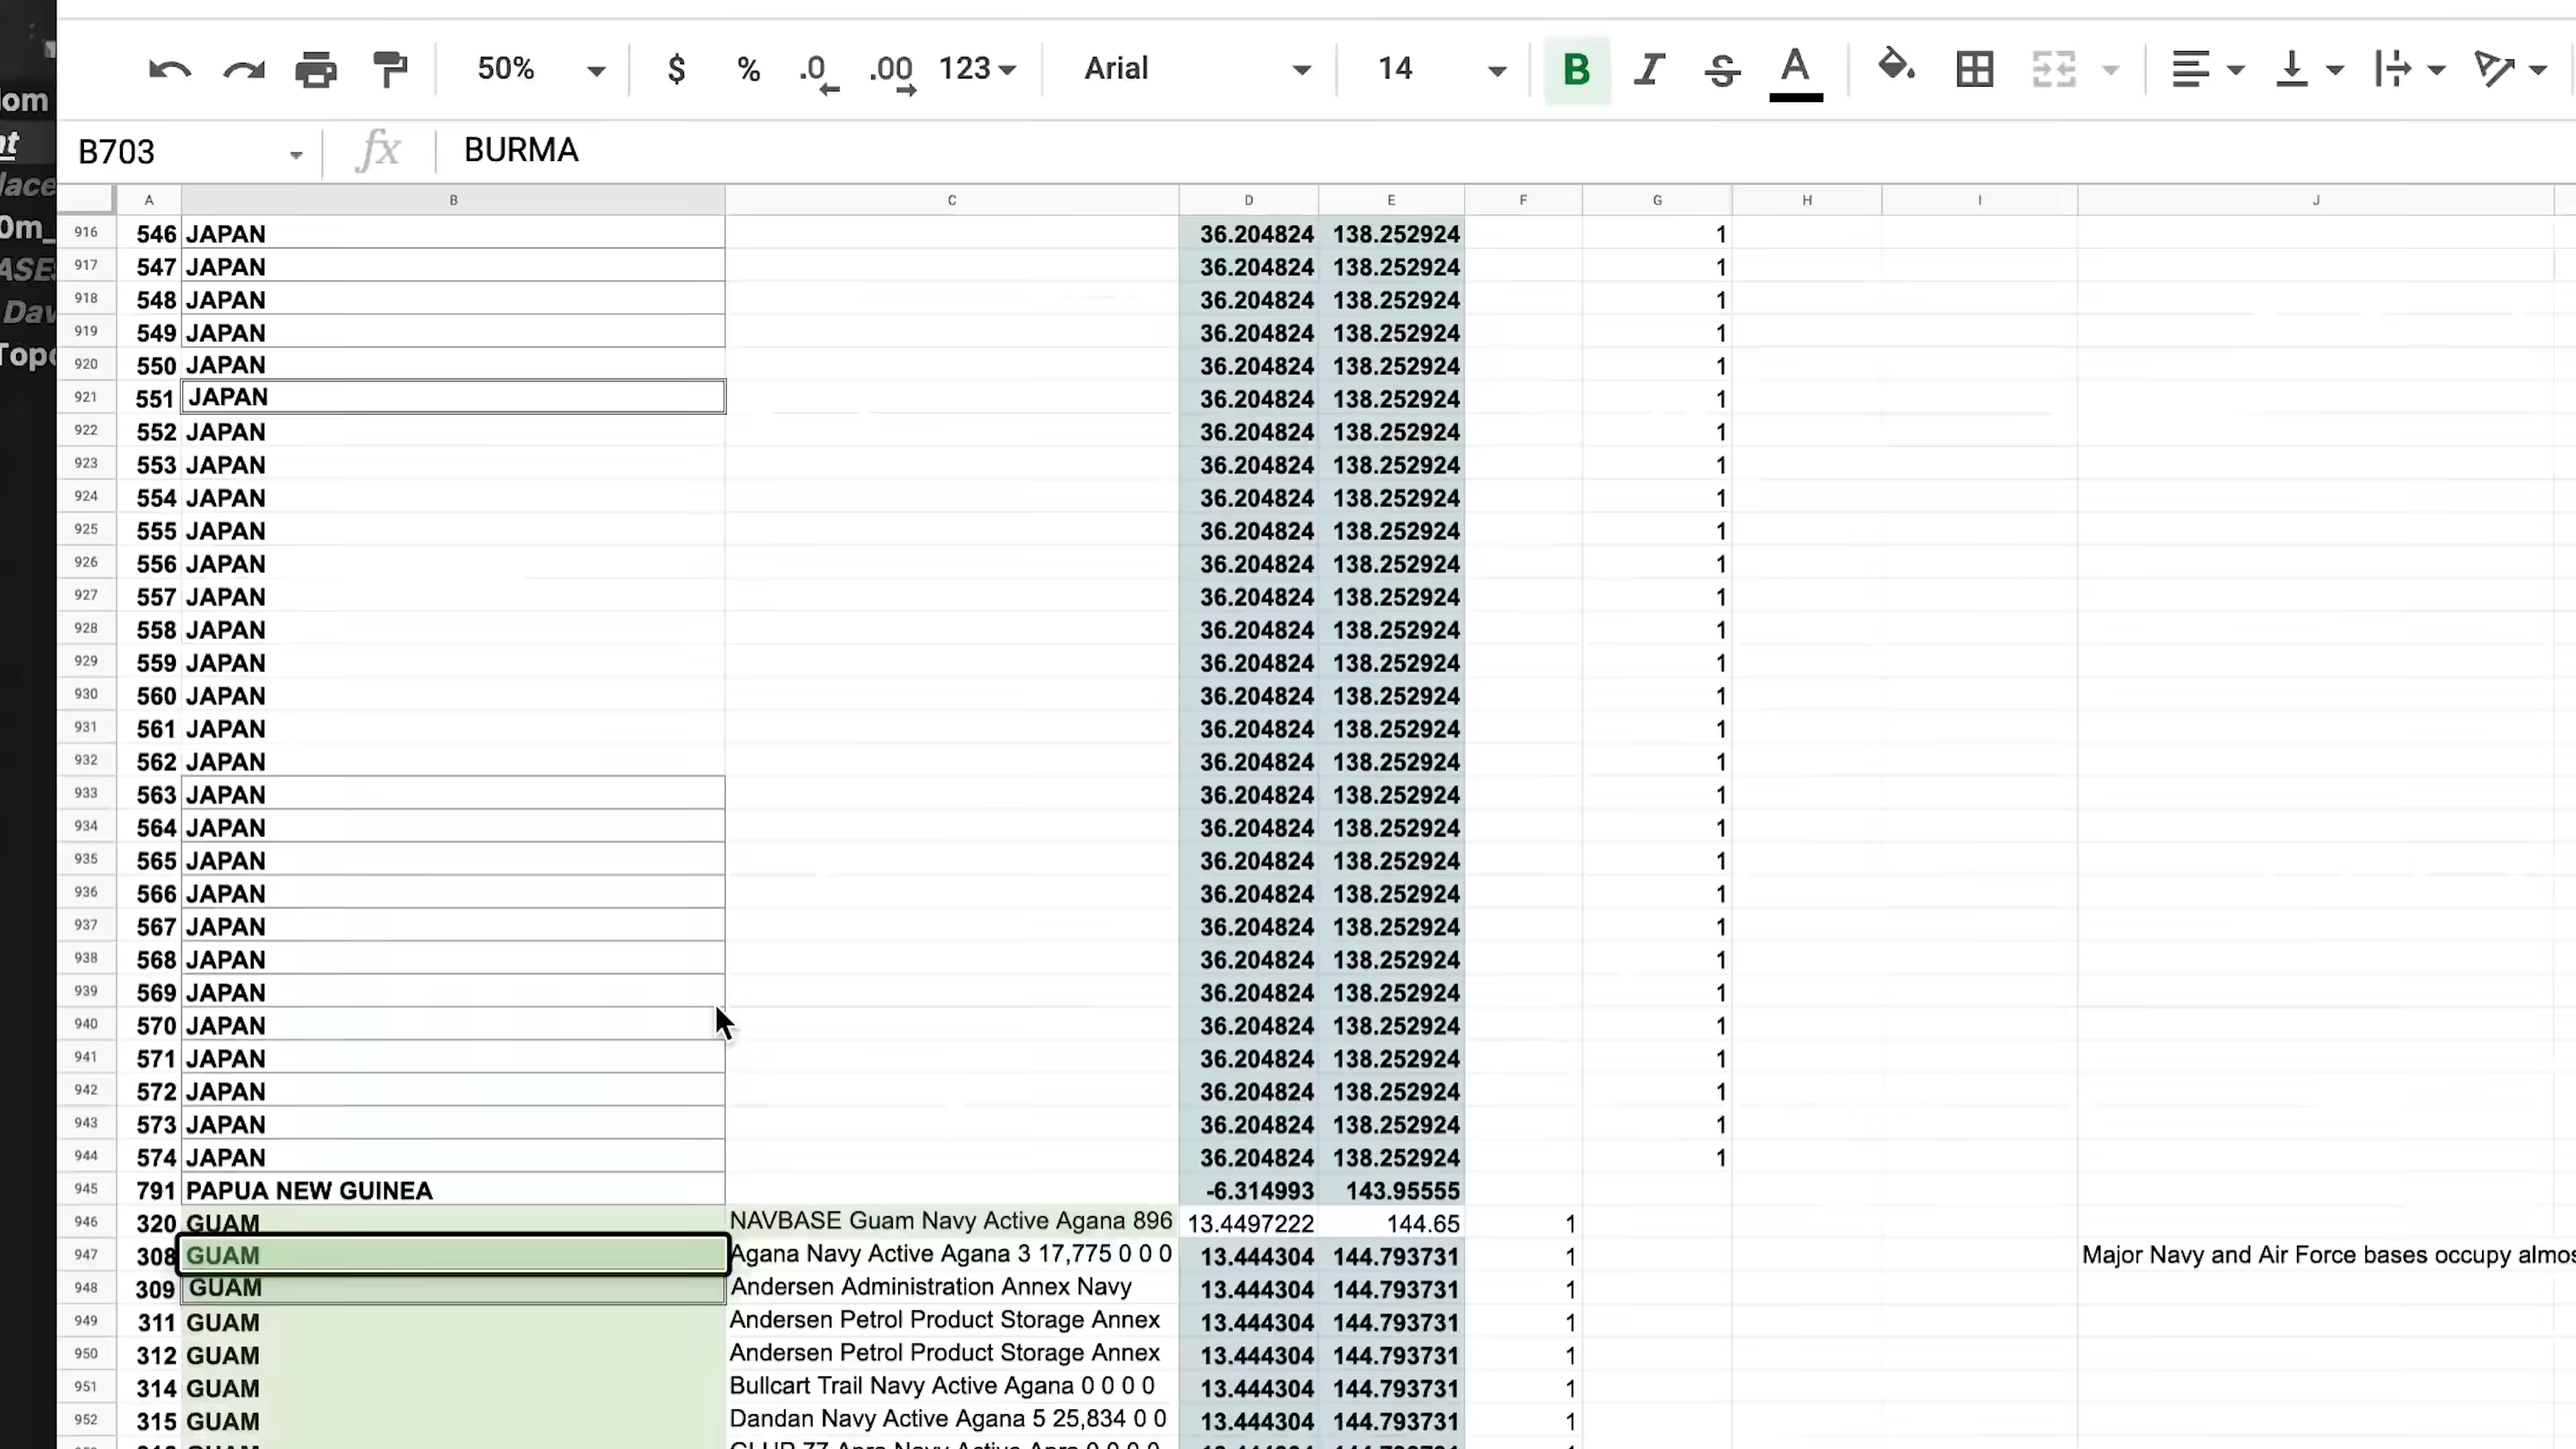 50% $ % .0 .00 123 Arial 14 B I S A
B703 fx BURMA
A B C D E F G H I J
916 546 JAPAN 36.204824 138.252924 1
917 547 JAPAN 36.204824 138.252924 1
918 548 JAPAN 36.204824 138.252924 1
919 549 JAPAN 36.204824 138.252924 1
920 550 JAPAN 36.204824 138.252924 1
921 551 JAPAN 36.204824 138.252924 1
922 552 JAPAN 36.204824 138.252924 1
923 553 JAPAN 36.204824 138.252924 1
924 554 JAPAN 36.204824 138.252924 1
925 555 JAPAN 36.204824 138.252924 1
926 556 JAPAN 36.204824 138.252924 1
927 557 JAPAN 36.204824 138.252924 1
928 558 JAPAN 36.204824 138.252924 1
929 559 JAPAN 36.204824 138.252924 1
930 560 JAPAN 36.204824 138.252924 1
931 561 JAPAN 36.204824 138.252924 1
932 562 JAPAN 36.204824 138.252924 1
933 563 JAPAN 36.204824 138.252924 1
934 564 JAPAN 36.204824 138.252924 1
935 565 JAPAN 36.204824 138.252924 1
936 566 JAPAN 36.204824 138.252924 1
937 567 JAPAN 36.204824 138.252924 1
938 568 JAPAN 36.204824 138.252924 1
939 569 JAPAN 36.204824 138.252924 1
940 570 JAPAN 36.204824 138.252924 1
941 571 JAPAN 36.204824 138.252924 1
942 572 JAPAN 36.204824 138.252924 1
943 573 JAPAN 36.204824 138.252924 1
944 574 JAPAN 36.204824 138.252924 1
945 791 PAPUA NEW GUINEA -6.314993 143.95555
946 320 GUAM NAVBASE Guam Navy Active Agana 896 13.4497222 144.65 1
947 308 GUAM Agana Navy Active Agana 3 17,775 0 0 0 13.444304 144.793731 1 Major Navy and Air Force bases occupy almos
948 309 GUAM Andersen Administration Annex Navy 13.444304 144.793731 1
949 311 GUAM Andersen Petrol Product Storage Annex 13.444304 144.793731 1
950 312 GUAM Andersen Petrol Product Storage Annex 13.444304 144.793731 1
951 314 GUAM Bullcart Trail Navy Active Agana 0 0 0 0 13.444304 144.793731 1
952 315 GUAM Dandan Navy Active Agana 5 25,834 0 0 13.444304 144.793731 1